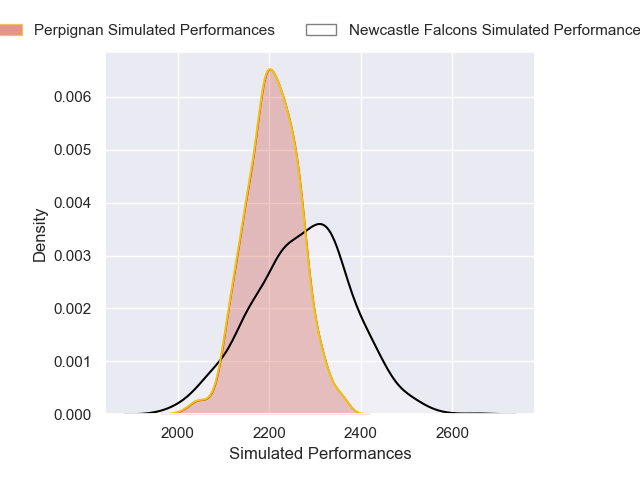 Perpignan Simulated Performances
Newcastle Falcons Simulated Performance
0.006
0.005
0.004
0.003
0.002
0.001
0.000
Density
2000
2200
2400
2600
Simulated Performances